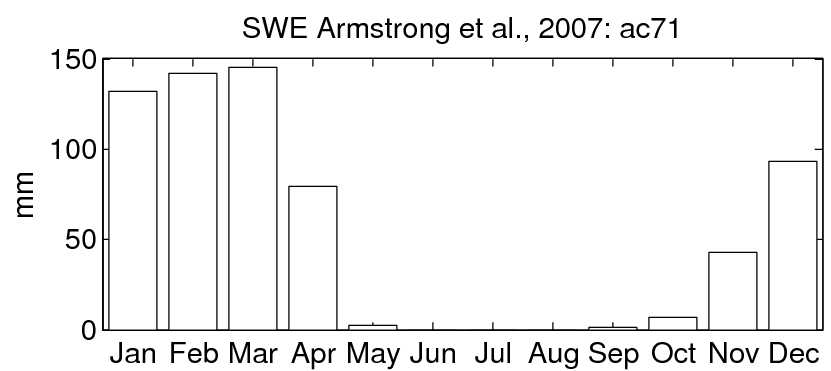 SWE Armstrong et al., 2007: ac71
150
100
50
0
mm
Jan Feb Mar Apr May Jun Jul Aug Sep Oct Nov Dec